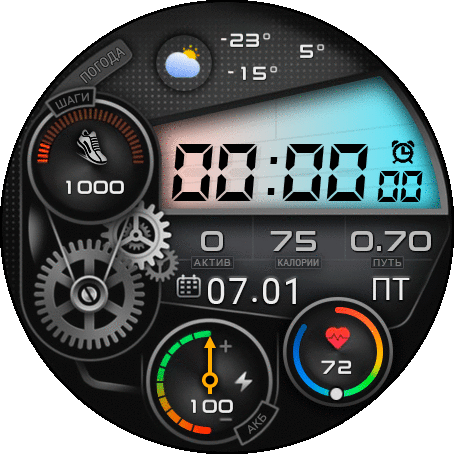 -23° 5°
ПОГОДА
-15°
ШАГИ
1000
00:00 00
0 75 0.70
АКТИВ КАЛОРИИ ПУТЬ
07.01 ПТ
+
72
100
−
АКБ